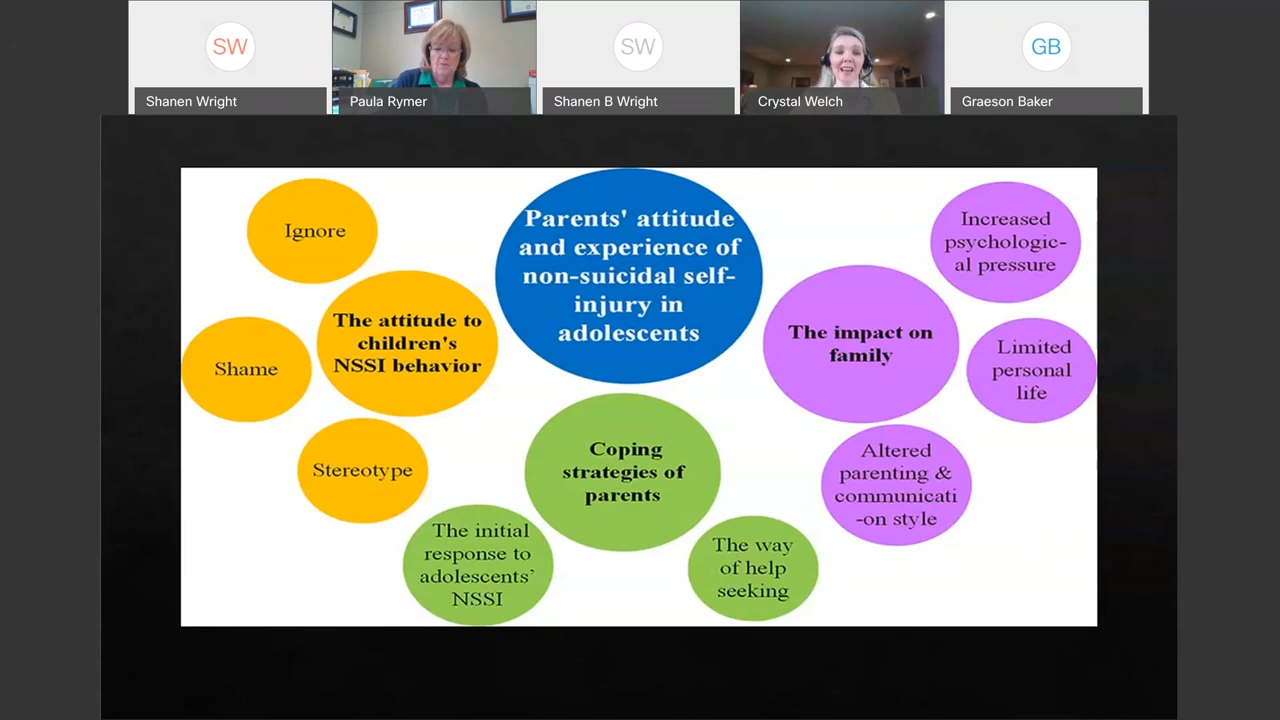 SW
SW
GB
Shanen Wright
Paula Rymer
Shanen B Wright
Crystal Welch
Graeson Baker
Parents' attitude
and experience of
non-suicidal self-
injury in
adolescents
Ignore
The attitude to
children's
NSSI behavior
Shame
Stereotype
Coping
strategies of
parents
The initial
response to
adolescents’
NSSI
The way
of help
seeking
The impact on
family
Increased
psychologic-
al pressure
Limited
personal
life
Altered
parenting &
communicati
-on style